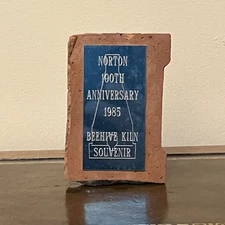 NORTON
100TH
ANNIVERSARY
1985
BEEHIVE KILN
SOUVENIR